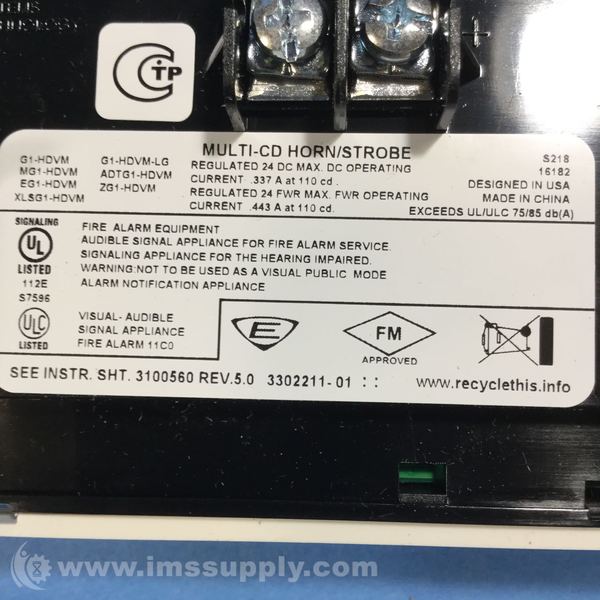 CTP
+
MULTI-CD HORN/STROBE
G1-HDVM G1-HDVM-LG
MG1-HDVM ADTG1-HDVM
EG1-HDVM ZG1-HDVM
XLSG1-HDVM
REGULATED 24 DC MAX. DC OPERATING
CURRENT .337 A at 110 cd .
REGULATED 24 FWR MAX. FWR OPERATING
CURRENT .443 A at 110 cd.
S218
16182
DESIGNED IN USA
MADE IN CHINA
EXCEEDS UL/ULC 75/85 db(A)
SIGNALING
UL
LISTED
112E
S7596
FIRE ALARM EQUIPMENT
AUDIBLE SIGNAL APPLIANCE FOR FIRE ALARM SERVICE.
SIGNALING APPLIANCE FOR THE HEARING IMPAIRED.
WARNING:NOT TO BE USED AS A VISUAL PUBLIC MODE
ALARM NOTIFICATION APPLIANCE
ULC
LISTED
VISUAL- AUDIBLE
SIGNAL APPLIANCE
FIRE ALARM 11C0
E
FM
APPROVED
SEE INSTR. SHT. 3100560 REV.5.0 3302211-01 : :
www.recyclethis.info
www.imssupply.com